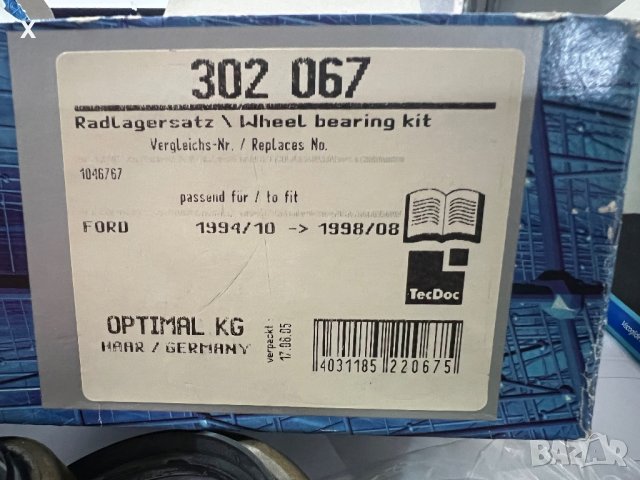 x
302 067
Radlagersatz \ Wheel bearing kit
Vergleichs-Nr. / Replaces No.
1046767
passend für / to fit
FORD 1994/10 -> 1998/08
TecDoc
OPTIMAL KG
HAAR / GERMANY
verpackt:
17.06.05
4031185 220675
BAZAR